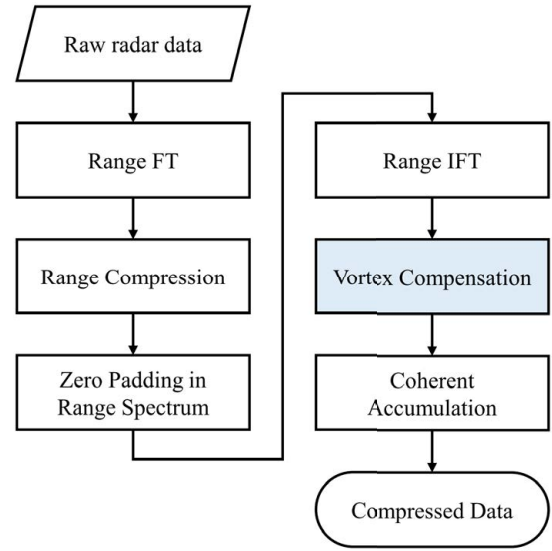 Raw radar data
Range FT
Range Compression
Zero Padding in
Range Spectrum
Range IFT
Vortex Compensation
Coherent
Accumulation
Compressed Data